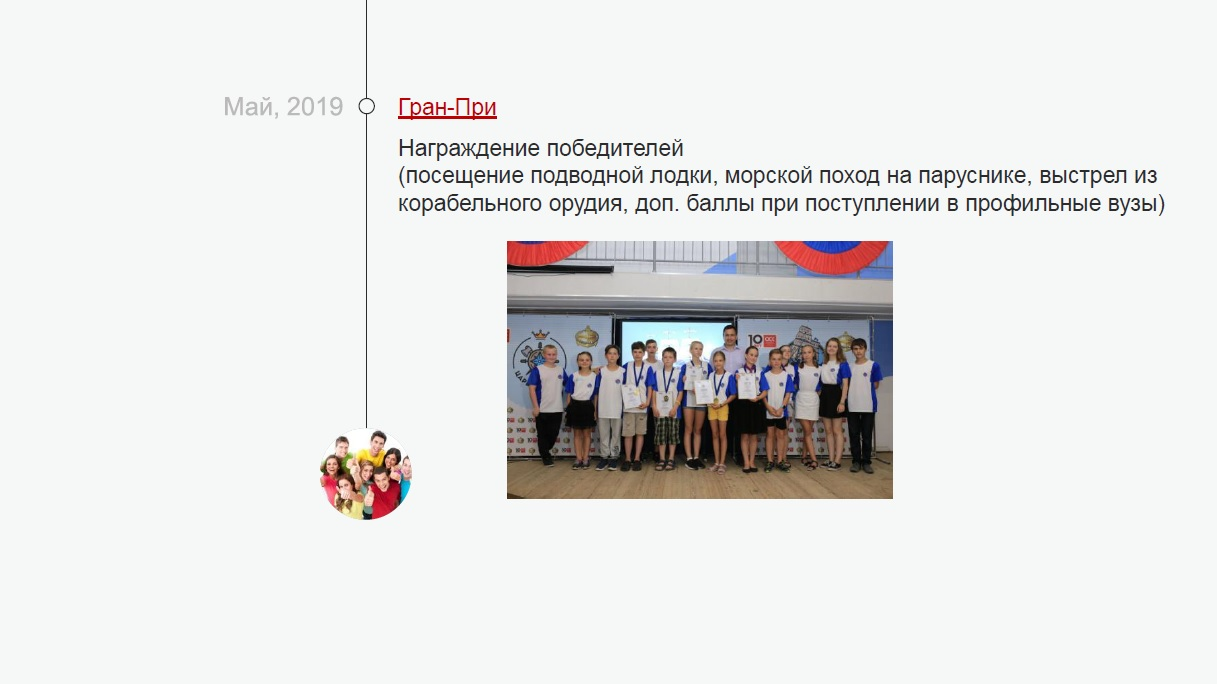 Май, 2019
Гран-При
Награждение победителей
(посещение подводной лодки, морской поход на паруснике, выстрел из
корабельного орудия, доп. баллы при поступлении в профильные вузы)
10